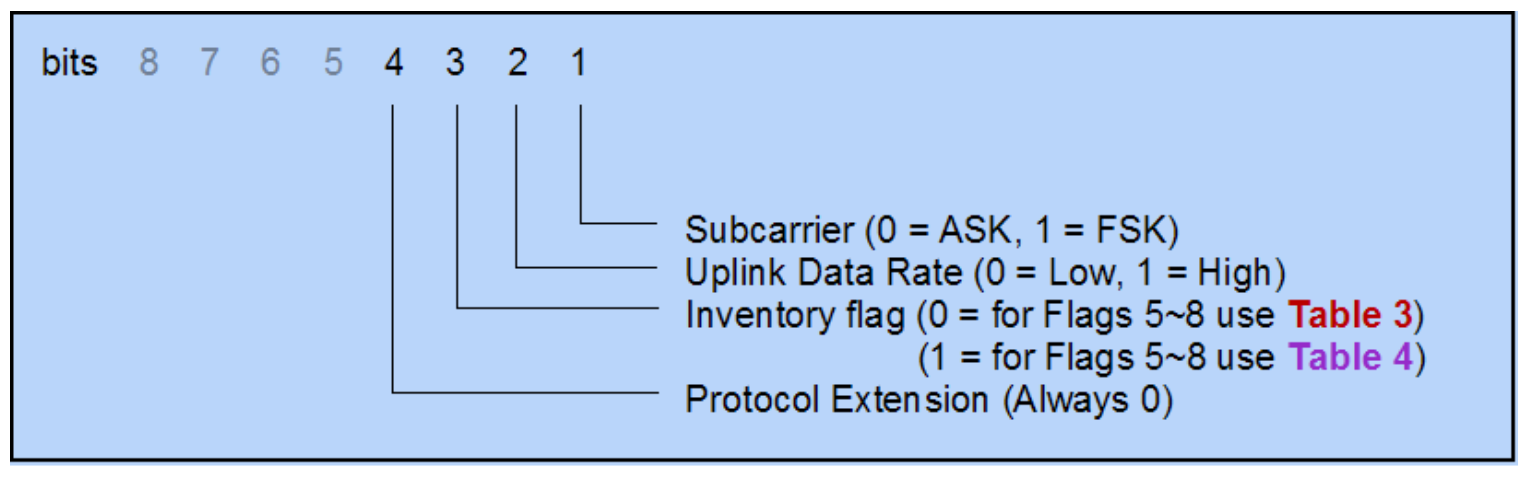 bits 8 7 6 5 4 3 2 1
Subcarrier (0 = ASK, 1 = FSK)
Uplink Data Rate (0 = Low, 1 = High)
Inventory flag (0 = for Flags 5~8 use Table 3)
(1 = for Flags 5~8 use Table 4)
Protocol Extension (Always 0)